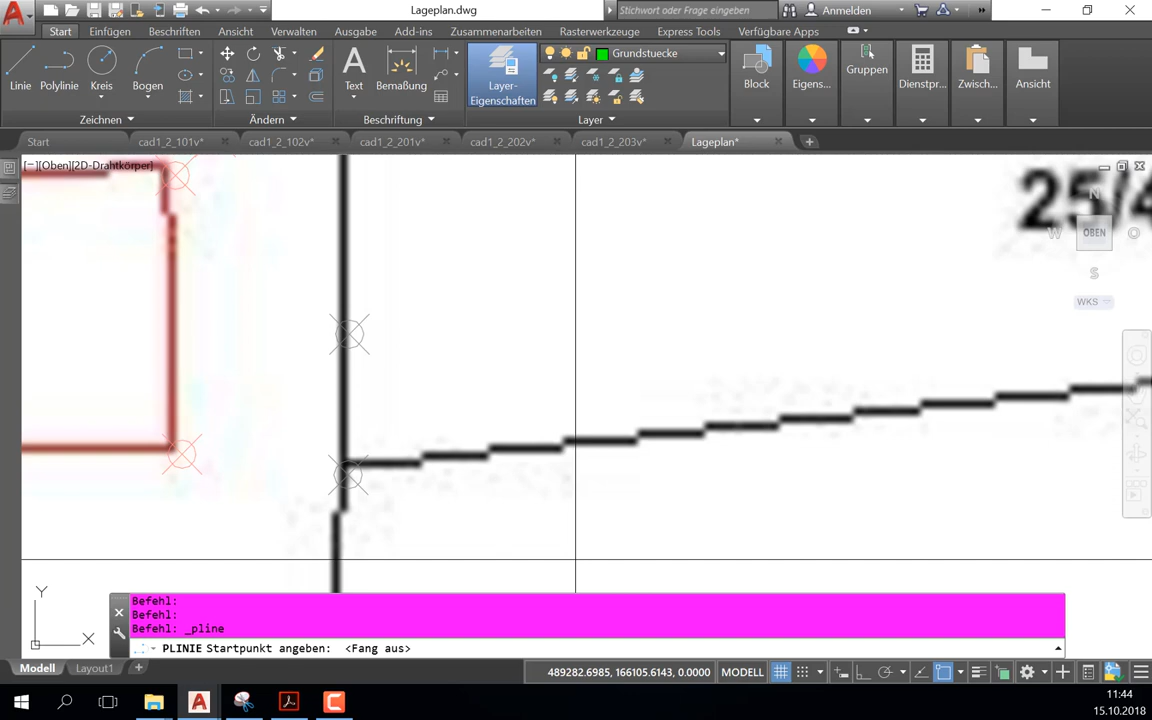 Lageplan.dwg
Stichwort oder Frage eingeben
Anmelden
Start
Einfügen
Beschriften
Ansicht
Verwalten
Ausgabe
Add-ins
Zusammenarbeiten
Rasterwerkzeuge
Express Tools
Verfügbare Apps
Linie
Polylinie
Kreis
Bogen
Text
Bemaßung
Layer-
Eigenschaften
Grundstuecke
Block
Eigens...
Gruppen
Dienstpr...
Zwisch...
Ansicht
Zeichnen
Ändern
Beschriftung
Layer
Start
cad1_2_101v*
cad1_2_102v*
cad1_2_201v*
cad1_2_202v*
cad1_2_203v*
Lageplan*
[−][Oben][2D-Drahtkörper]
25/4
N
W
OBEN
O
S
WKS
Y
X
Befehl:
Befehl:
Befehl: _pline
PLINIE Startpunkt angeben: <Fang aus>
Modell
Layout1
489282.6985, 166105.6143, 0.0000
MODELL
11:44
15.10.2018